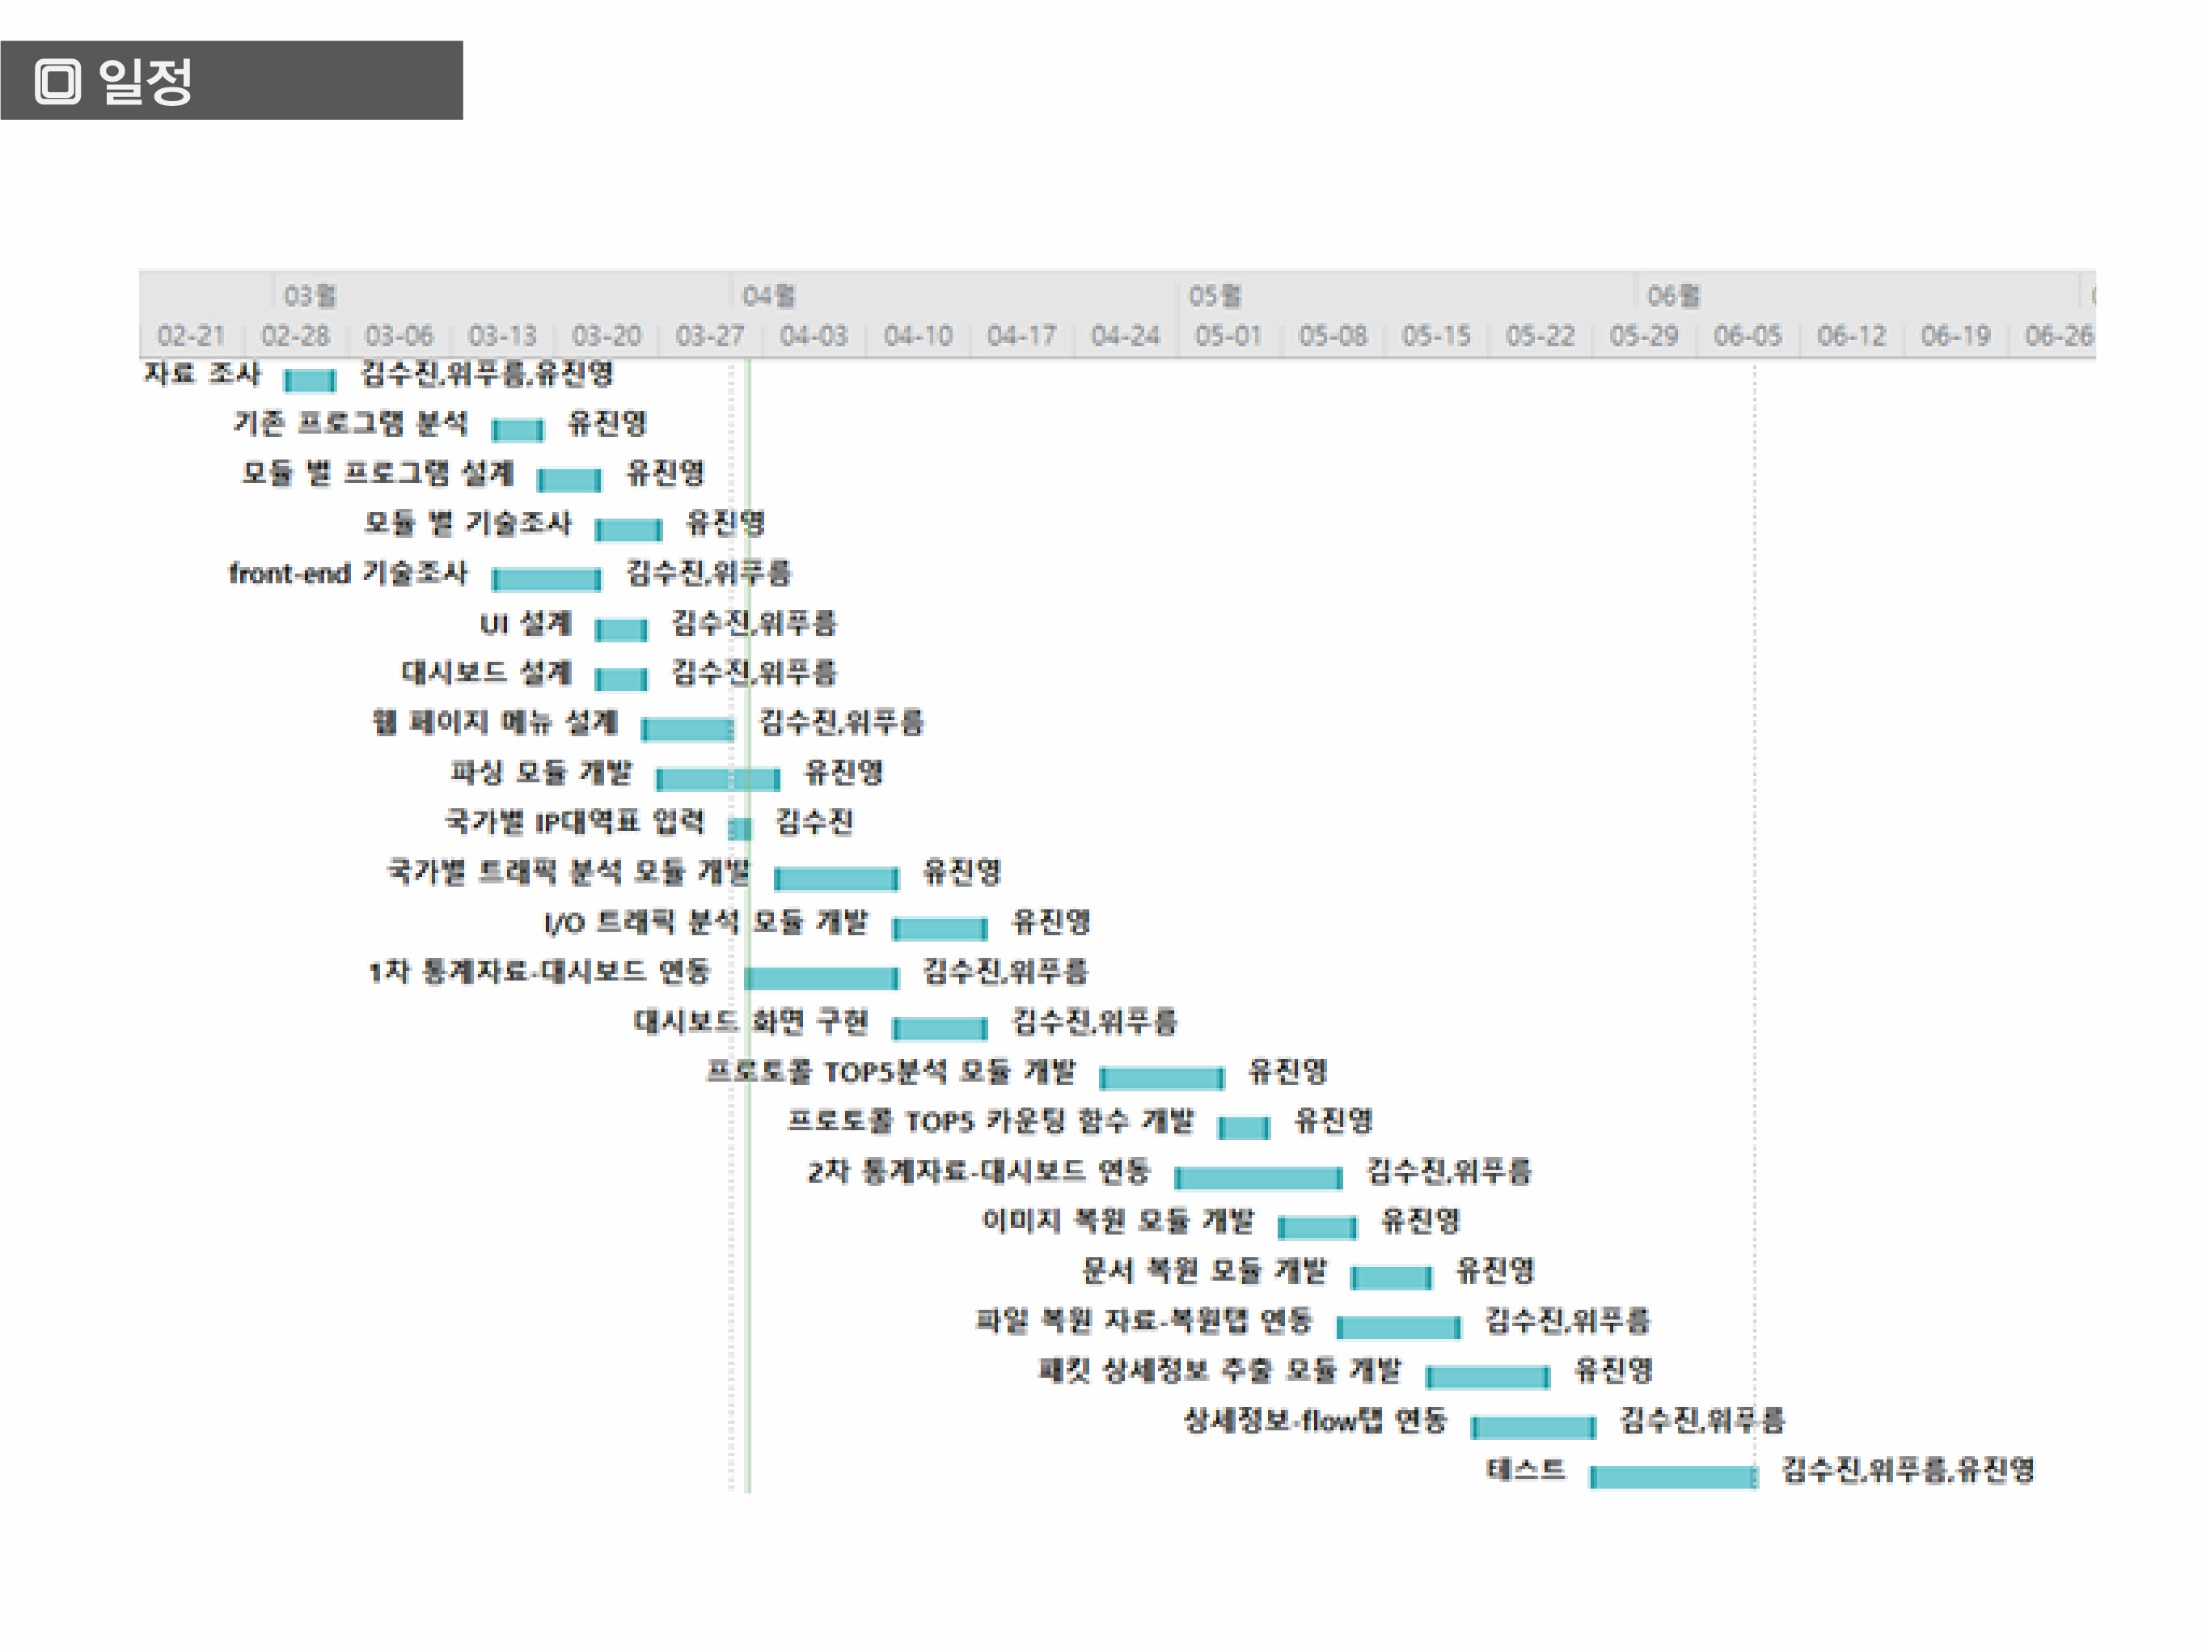 일정
03월 04월 05월 06월
02-21 02-28 03-06 03-13 03-20 03-27 04-03 04-10 04-17 04-24 05-01 05-08 05-15 05-22 05-29 06-05 06-12 06-19 06-26
자료 조사 김수진,위푸름,유진영
기존 프로그램 분석 유진영
모듈 별 프로그램 설계 유진영
모듈 별 기술조사 유진영
front-end 기술조사 김수진,위푸름
UI 설계 김수진,위푸름
대시보드 설계 김수진,위푸름
웹 페이지 메뉴 설계 김수진,위푸름
파싱 모듈 개발 유진영
국가별 IP대역표 입력 김수진
국가별 트래픽 분석 모듈 개발 유진영
I/O 트래픽 분석 모듈 개발 유진영
1차 통계자료-대시보드 연동 김수진,위푸름
대시보드 화면 구현 김수진,위푸름
프로토콜 TOP5분석 모듈 개발 유진영
프로토콜 TOP5 카운팅 함수 개발 유진영
2차 통계자료-대시보드 연동 김수진,위푸름
이미지 복원 모듈 개발 유진영
문서 복원 모듈 개발 유진영
파일 복원 자료-복원탭 연동 김수진,위푸름
패킷 상세정보 추출 모듈 개발 유진영
상세정보-flow탭 연동 김수진,위푸름
테스트 김수진,위푸름,유진영